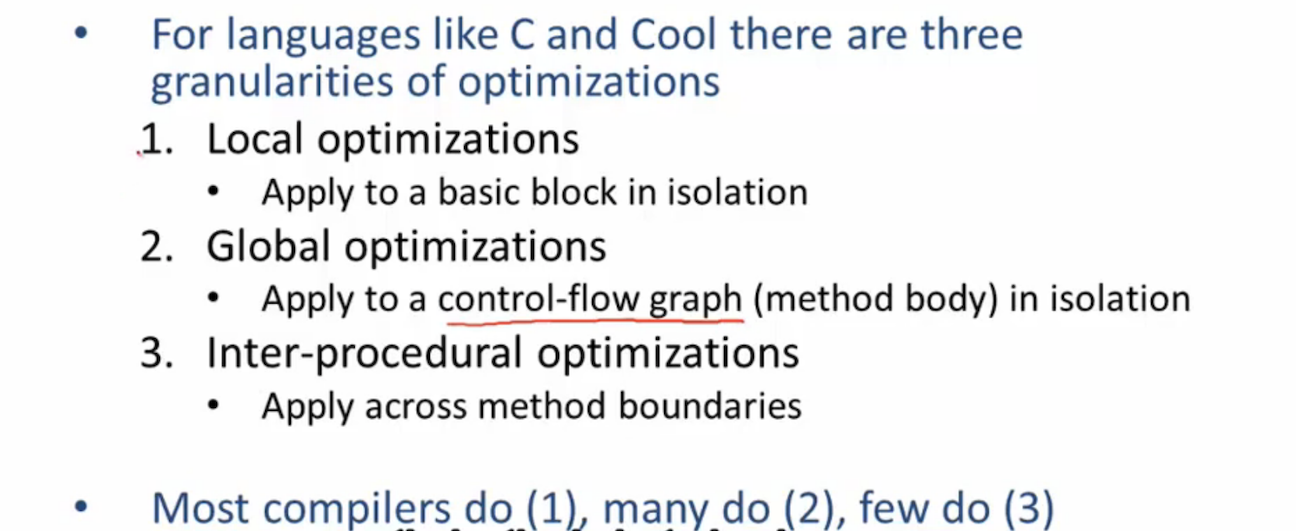 • For languages like C and Cool there are three
granularities of optimizations
1. Local optimizations
• Apply to a basic block in isolation
2. Global optimizations
• Apply to a control-flow graph (method body) in isolation
3. Inter-procedural optimizations
• Apply across method boundaries
• Most compilers do (1), many do (2), few do (3)